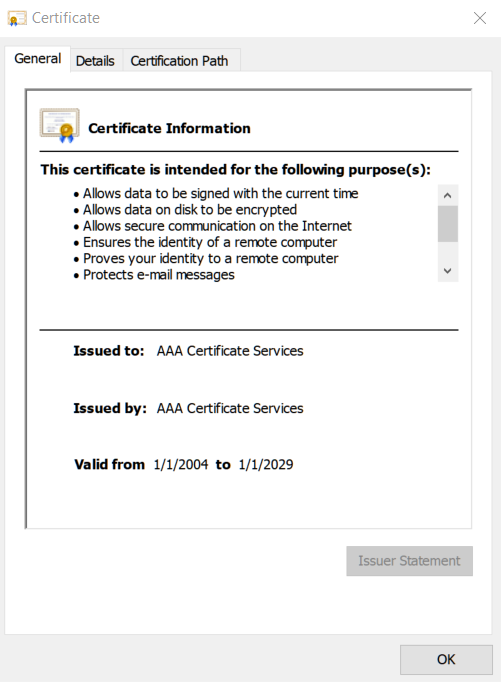 Certificate
General Details Certification Path
Certificate Information
This certificate is intended for the following purpose(s):
• Allows data to be signed with the current time
• Allows data on disk to be encrypted
• Allows secure communication on the Internet
• Ensures the identity of a remote computer
• Proves your identity to a remote computer
• Protects e-mail messages
Issued to: AAA Certificate Services
Issued by: AAA Certificate Services
Valid from 1/1/2004 to 1/1/2029
Issuer Statement
OK